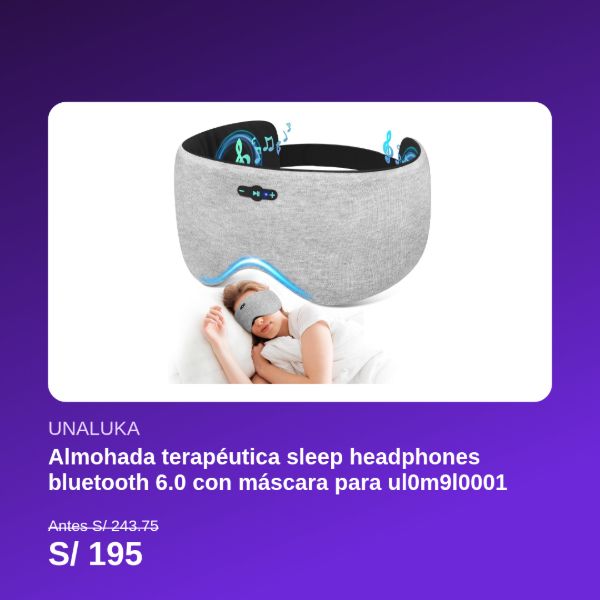 UNALUKA
Almohada terapéutica sleep headphones
bluetooth 6.0 con máscara para ul0m9l0001
Antes S/ 243.75
S/ 195